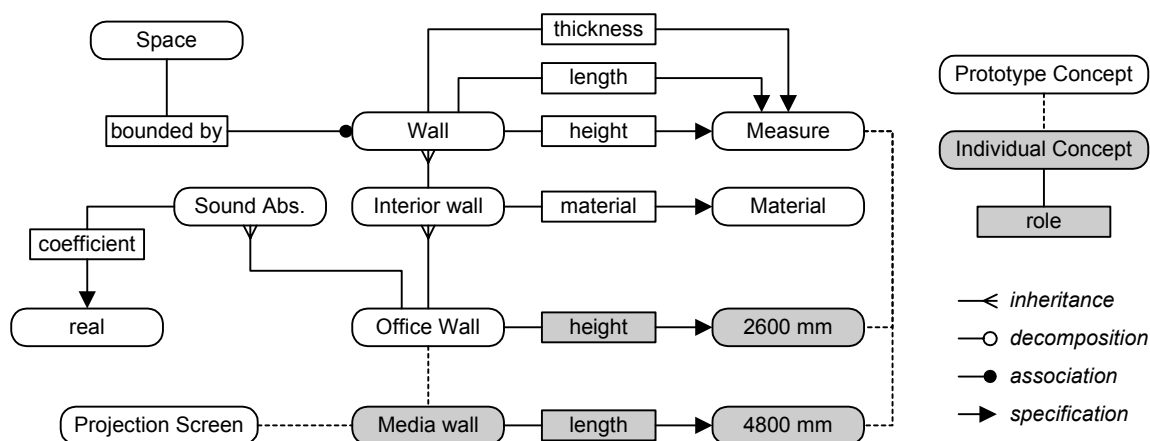 thickness
Space
length
Prototype Concept
bounded by
Wall
height
Measure
Individual Concept
Sound Abs.
Interior wall
material
Material
role
coefficient
inheritance
real
Office Wall
height
2600 mm
decomposition
association
Projection Screen
Media wall
length
4800 mm
specification